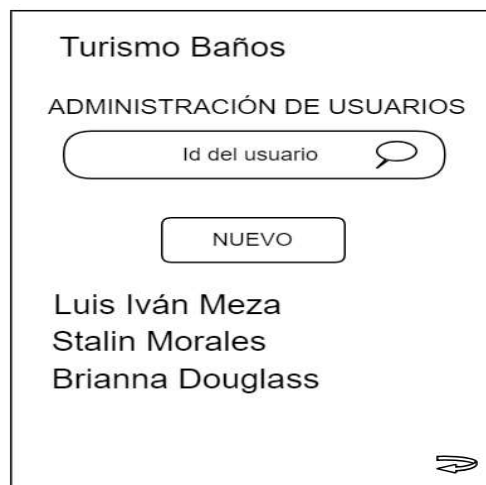 Turismo Baños
ADMINISTRACIÓN DE USUARIOS
Id del usuario
NUEVO
Luis Iván Meza
Stalin Morales
Brianna Douglass